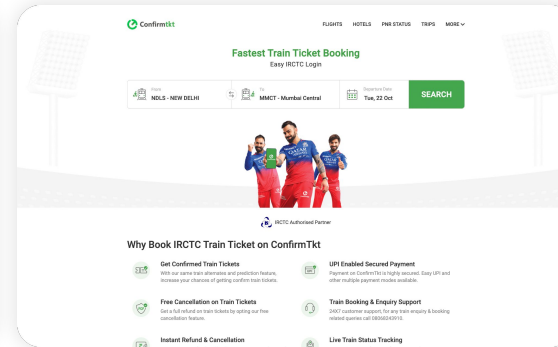 Confirmtkt
FLIGHTS HOTELS PNR STATUS TRIPS MORE
Fastest Train Ticket Booking
Easy IRCTC Login
From
NDLS - NEW DELHI
To
MMCT - Mumbai Central
Departure Date
Tue, 22 Oct
SEARCH
QATAR
QATAR
IRCTC Authorised Partner
Why Book IRCTC Train Ticket on ConfirmTkt
Get Confirmed Train Tickets
With our same train alternates and prediction feature,
increase your chances of getting confirm train tickets.
UPI Enabled Secured Payment
Payment on ConfirmTkt is highly secured. Easy UPI and
other multiple payment modes available.
Free Cancellation on Train Tickets
Get a full refund on train tickets by opting our free
cancellation feature.
Train Booking & Enquiry Support
24X7 customer support, for any train enquiry & booking
related queries call 08068243910.
Instant Refund & Cancellation
Live Train Status Tracking